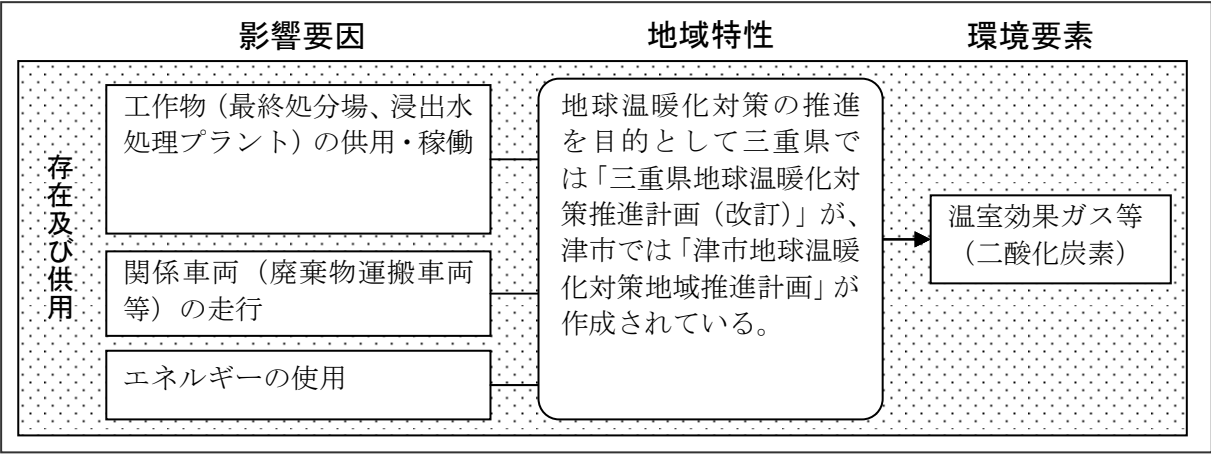 影響要因
地域特性
環境要素
存在及び供用
工作物（最終処分場、浸出水
処理プラント）の供用・稼働
関係車両（廃棄物運搬車両
等）の走行
エネルギーの使用
地球温暖化対策の推進
を目的として三重県で
は「三重県地球温暖化対
策推進計画（改訂）」が、
津市では「津市地球温暖
化対策地域推進計画」が
作成されている。
温室効果ガス等
（二酸化炭素）